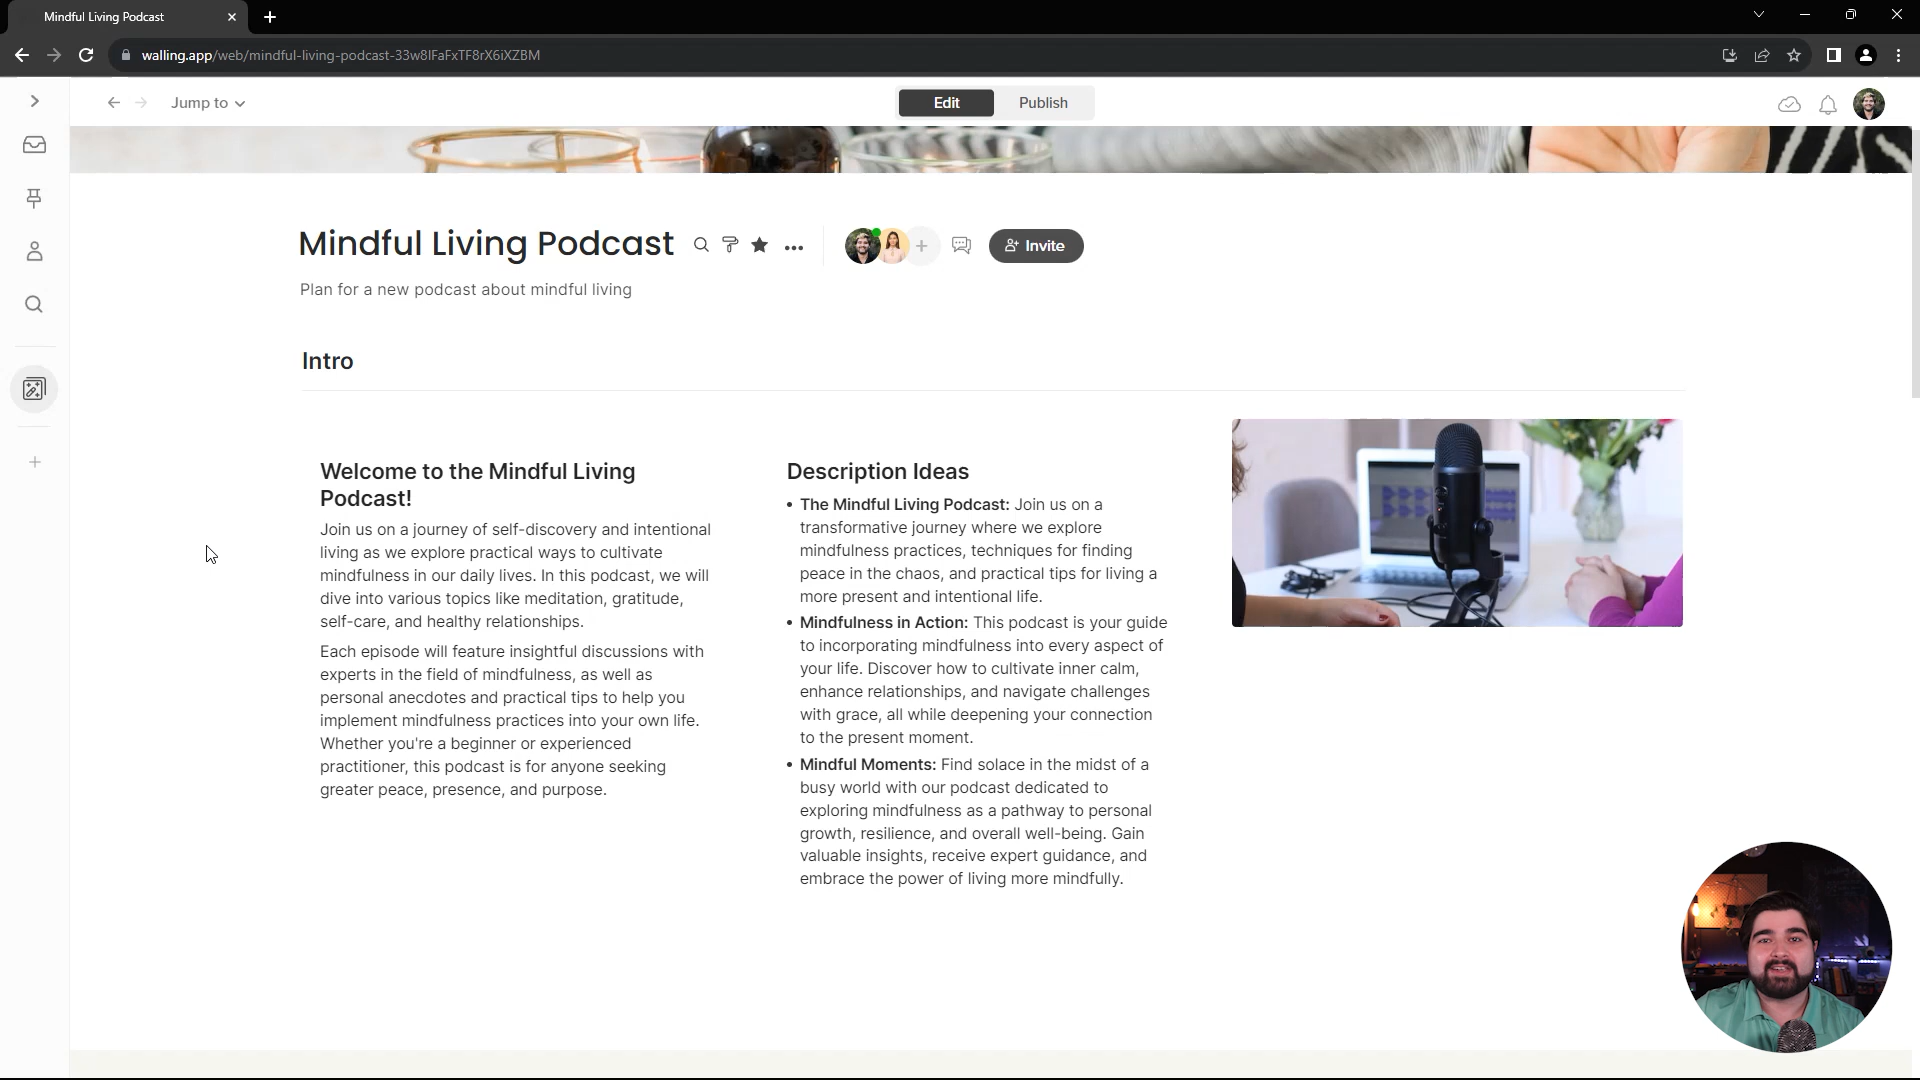 Mindful Living Podcast
walling.app/web/mindful-living-podcast-33w8lFaFxTF8rX6iXZBM
Jump to
Edit
Publish
Mindful Living Podcast
Invite
Plan for a new podcast about mindful living
Intro
Welcome to the Mindful Living
Podcast!
Join us on a journey of self-discovery and intentional
living as we explore practical ways to cultivate
mindfulness in our daily lives. In this podcast, we will
dive into various topics like meditation, gratitude,
self-care, and healthy relationships.
Each episode will feature insightful discussions with
experts in the field of mindfulness, as well as
personal anecdotes and practical tips to help you
implement mindfulness practices into your own life.
Whether you're a beginner or experienced
practitioner, this podcast is for anyone seeking
greater peace, presence, and purpose.
Description Ideas
• The Mindful Living Podcast: Join us on a
transformative journey where we explore
mindfulness practices, techniques for finding
peace in the chaos, and practical tips for living a
more present and intentional life.
• Mindfulness in Action: This podcast is your guide
to incorporating mindfulness into every aspect of
your life. Discover how to cultivate inner calm,
enhance relationships, and navigate challenges
with grace, all while deepening your connection
to the present moment.
• Mindful Moments: Find solace in the midst of a
busy world with our podcast dedicated to
exploring mindfulness as a pathway to personal
growth, resilience, and overall well-being. Gain
valuable insights, receive expert guidance, and
embrace the power of living more mindfully.